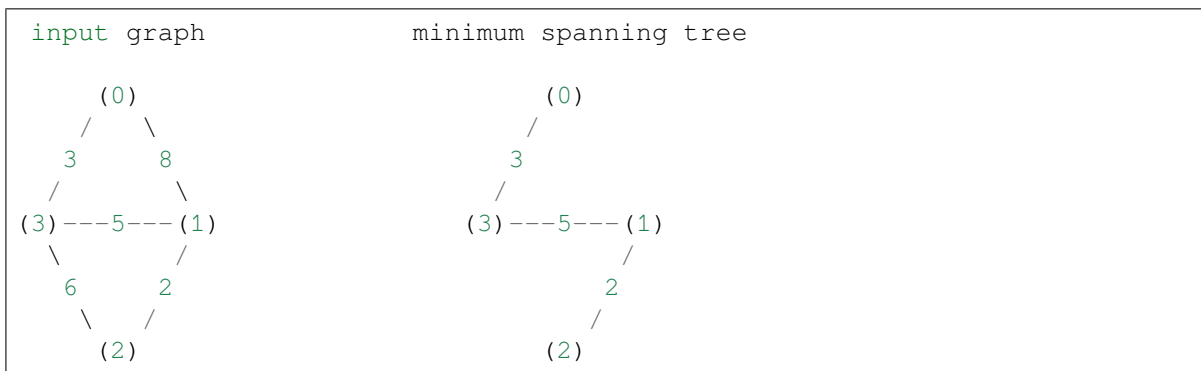 input graph minimum spanning tree
(0) (0)
/ \ /
3 8 3
/ \ /
(3)---5---(1) (3)---5---(1)
\ / /
6 2 2
\ / /
(2) (2)